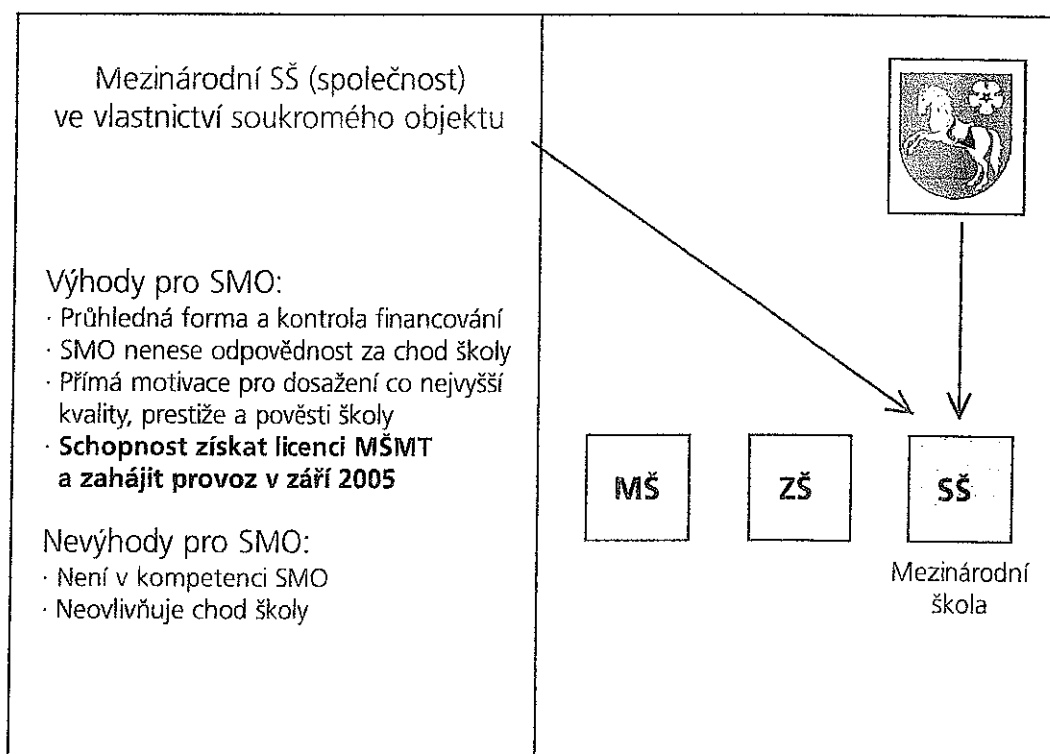 Mezinárodní SŠ (společnost)
ve vlastnictví soukromého objektu
Výhody pro SMO:
· Průhledná forma a kontrola financování
· SMO nenese odpovědnost za chod školy
· Přímá motivace pro dosažení co nejvyšší
kvality, prestiže a pověsti školy
· Schopnost získat licenci MŠMT
a zahájit provoz v září 2005
Nevýhody pro SMO:
· Není v kompetenci SMO
· Neovlivňuje chod školy
MŠ
ZŠ
SŠ
Mezinárodní
škola